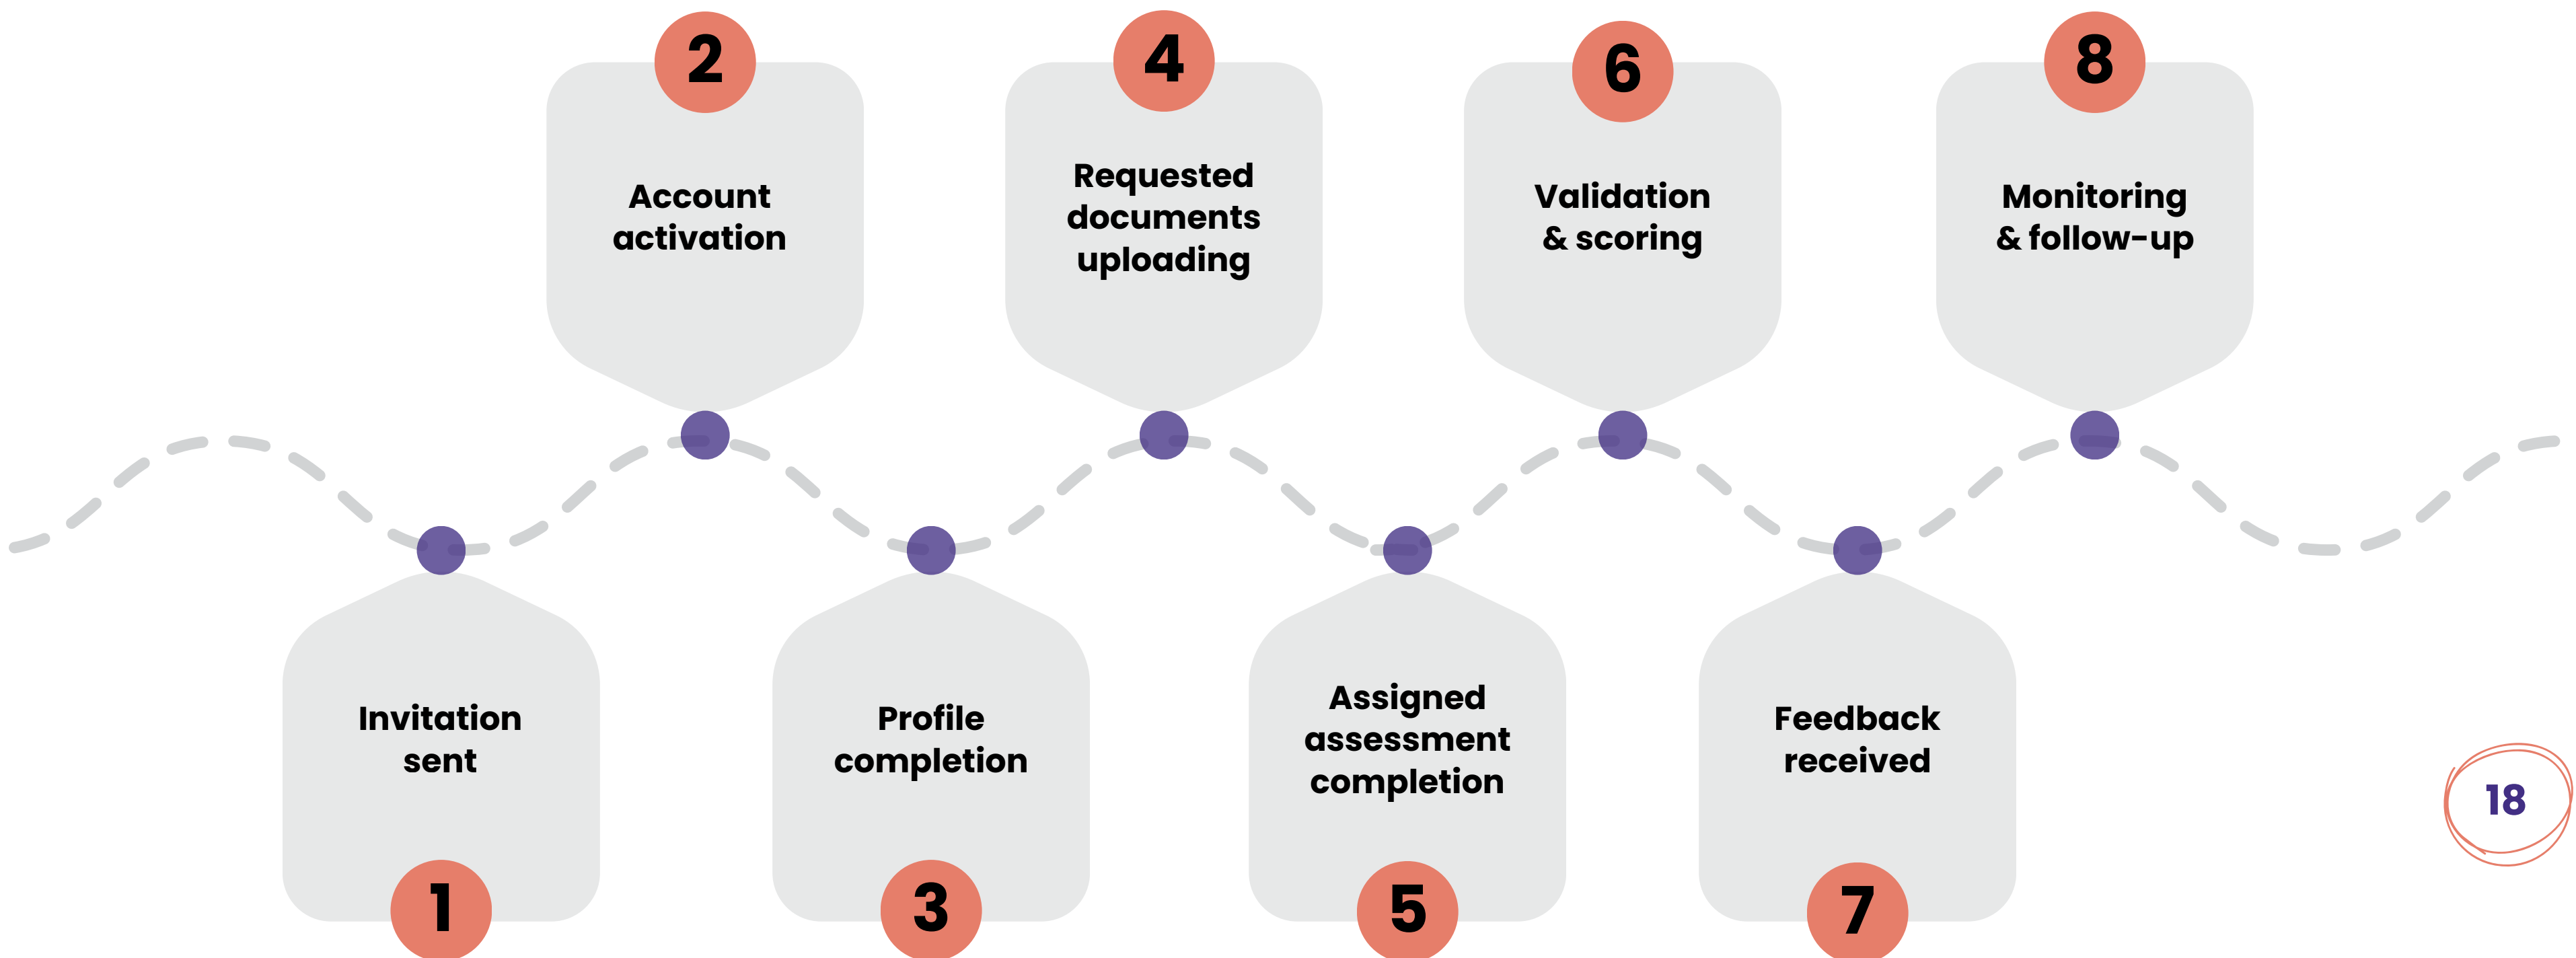 2
Account
activation
4
Requested
documents
uploading
6
Validation
& scoring
8
Monitoring
& follow-up
Invitation
sent
1
Profile
completion
3
Assigned
assessment
completion
5
Feedback
received
7
18